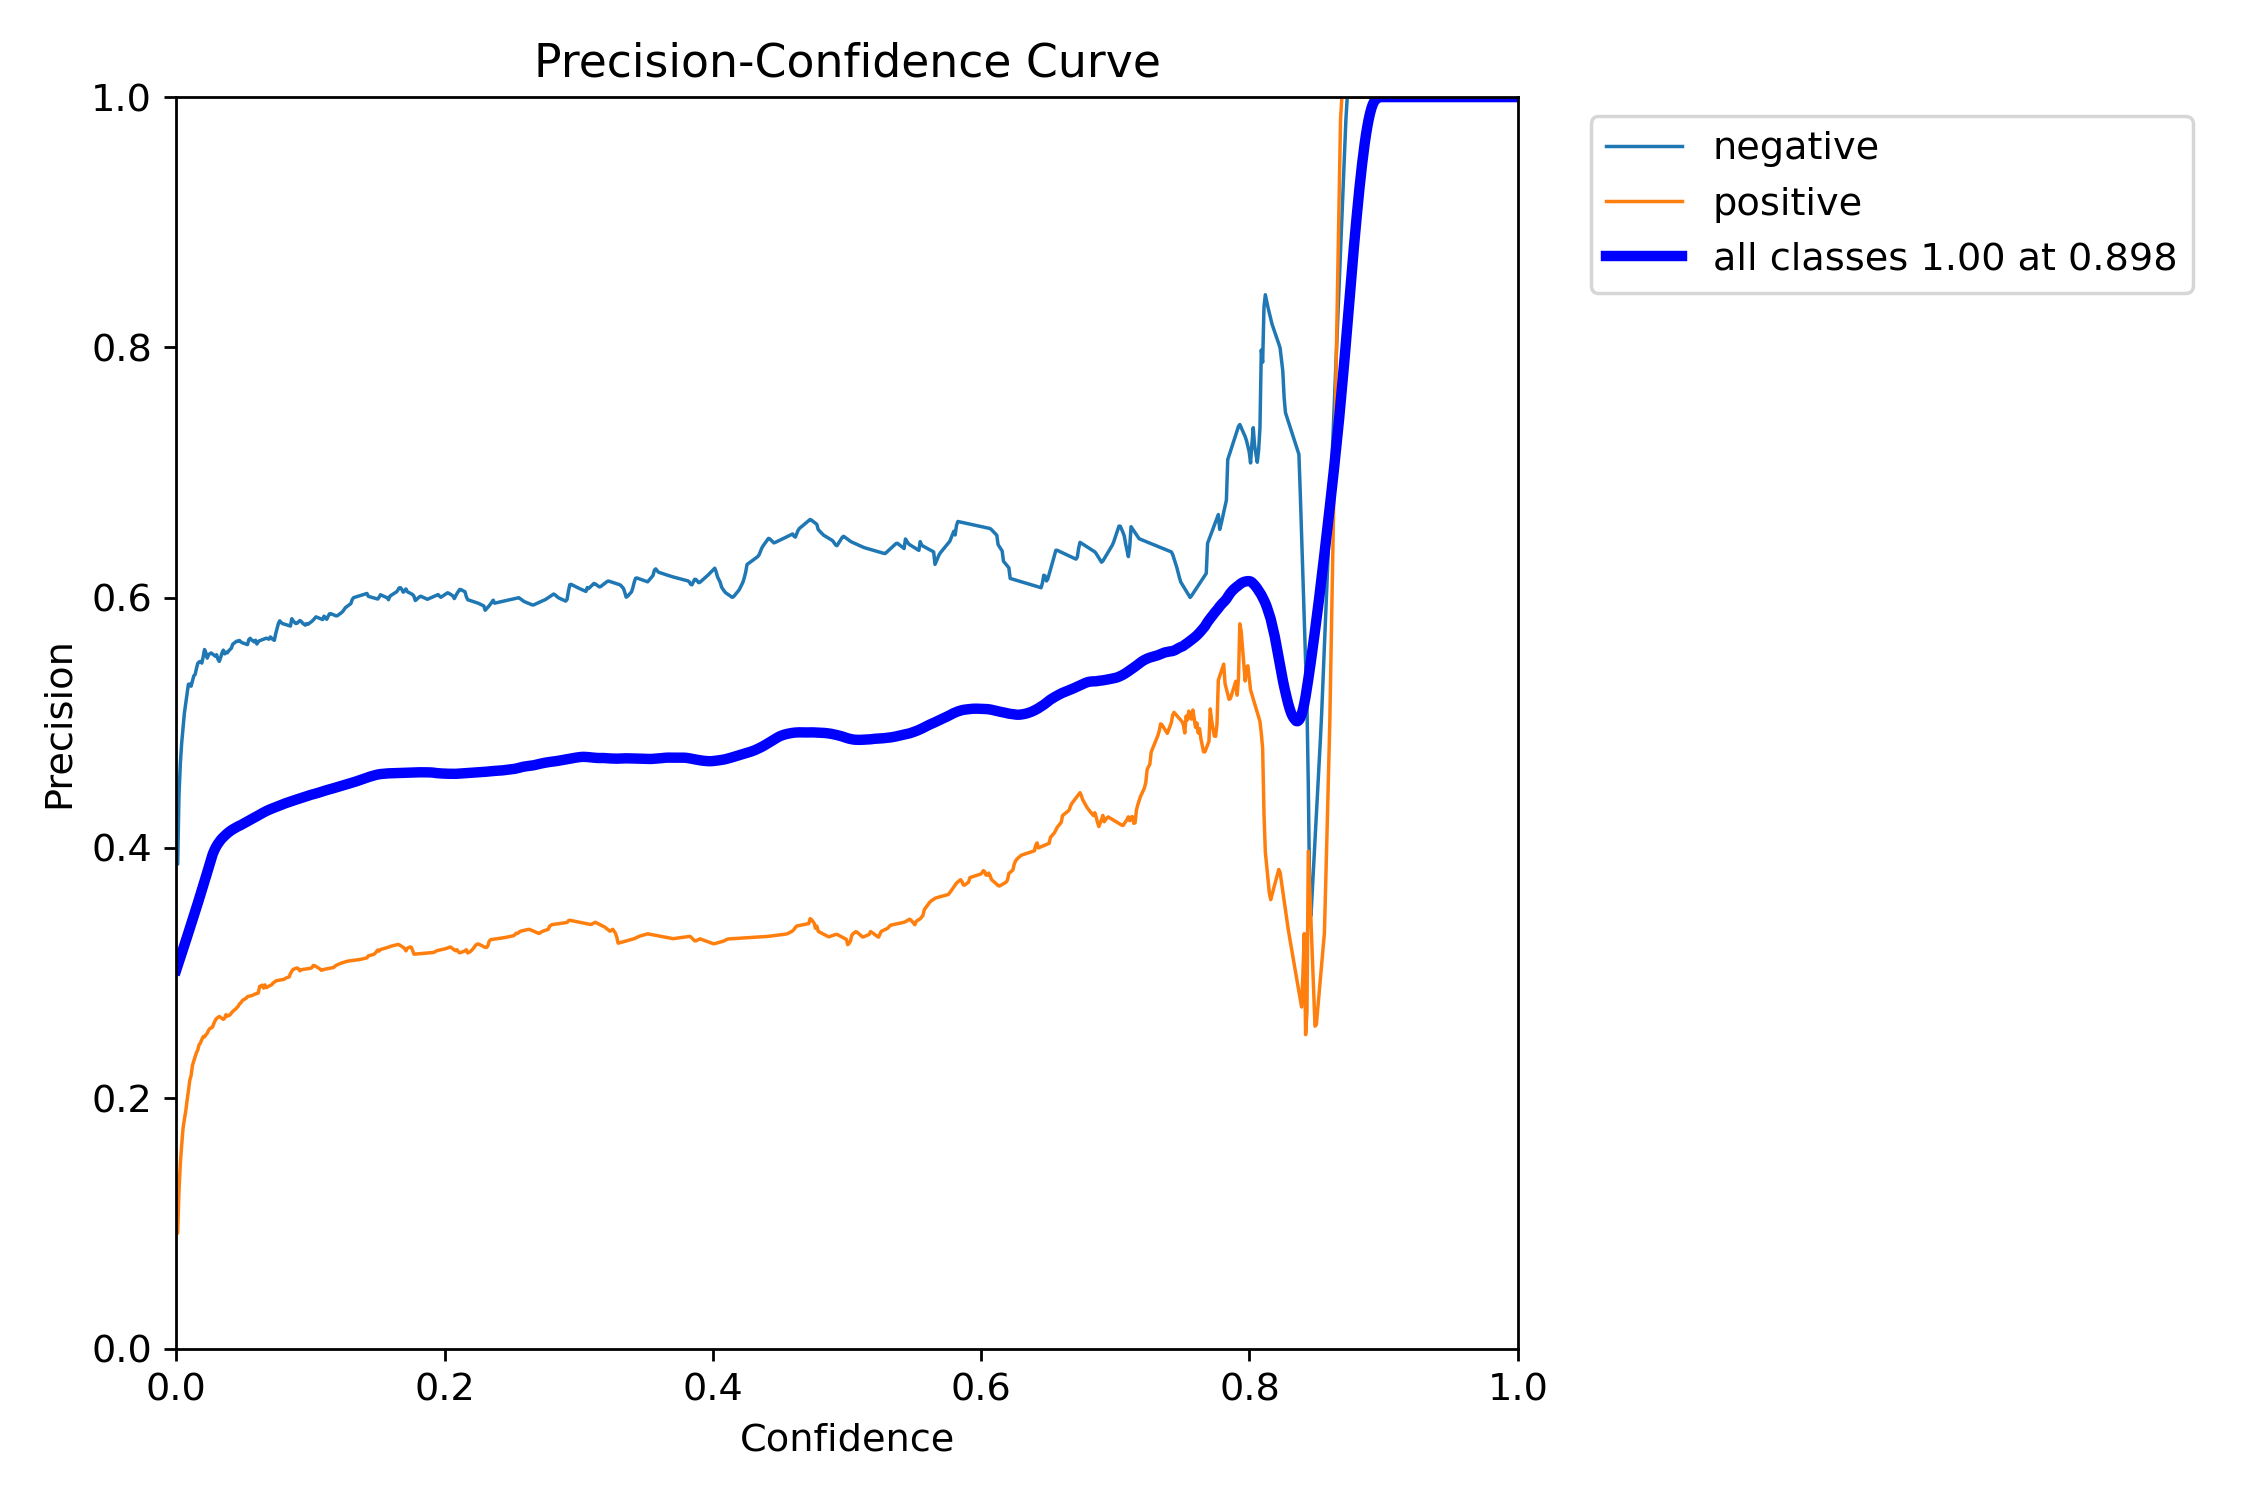 Precision-Confidence Curve
1.0
0.8
0.6
0.4
0.2
0.0
Precision
0.0 0.2 0.4 0.6 0.8 1.0
Confidence
negative
positive
all classes 1.00 at 0.898